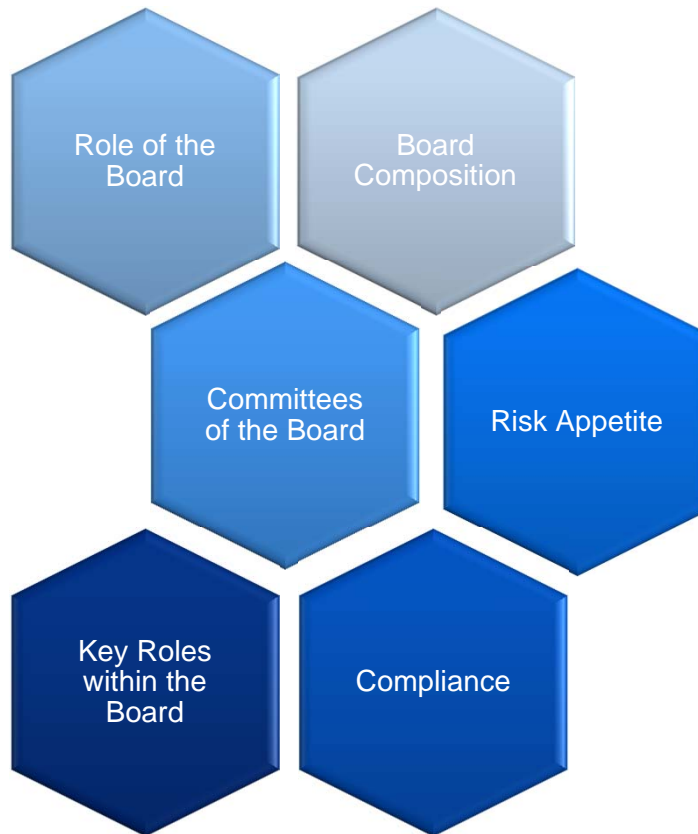 Role of the
Board
Board
Composition
Committees
of the Board
Risk Appetite
Key Roles
within the
Board
Compliance